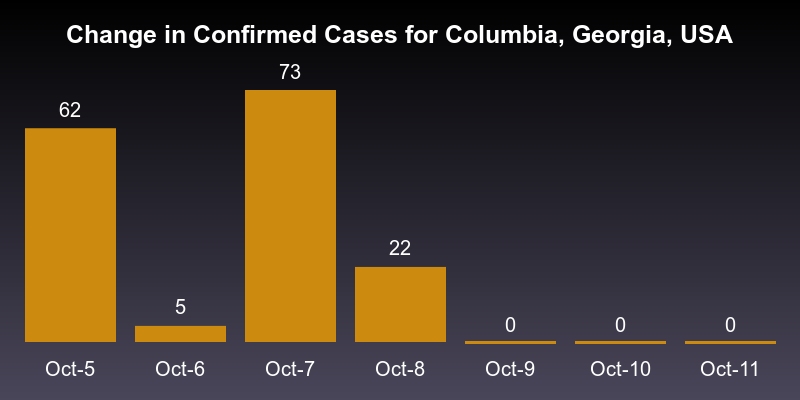 Change in Confirmed Cases for Columbia, Georgia, USA
62
5
73
22
0
0
0
Oct-5
Oct-6
Oct-7
Oct-8
Oct-9
Oct-10
Oct-11